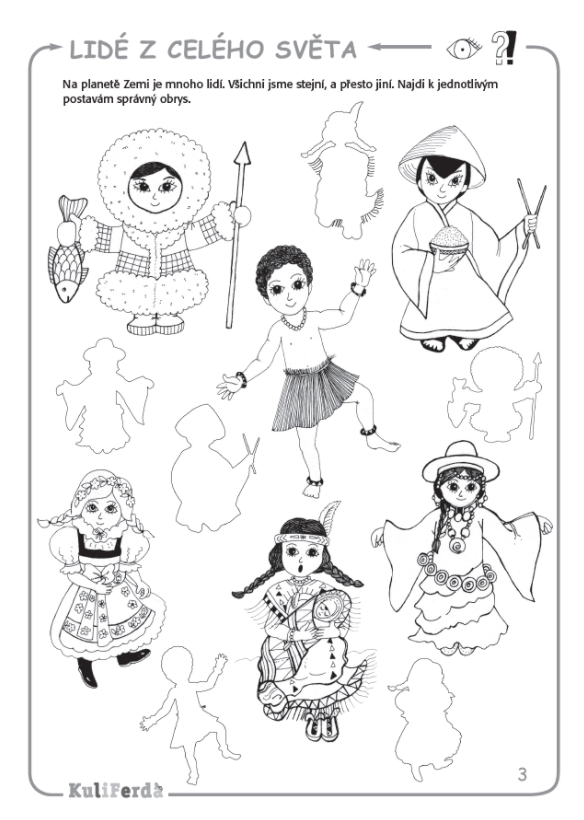 LIDÉ Z CELÉHO SVĚTA
Na planetě Zemi je mnoho lidí. Všichni jsme stejní, a přesto jiní. Najdi k jednotlivým
postavám správný obrys.
3
KuliFerda